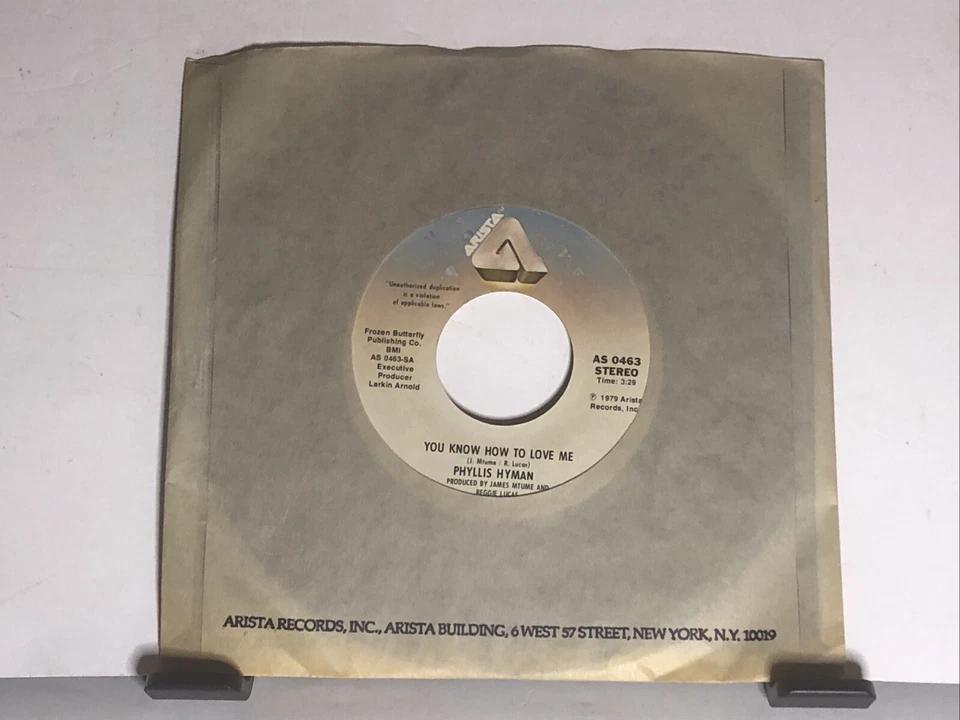 ARISTA
"Unauthorized duplication
is a violation
of applicable laws."
Frozen Butterfly
Publishing Co.
BMI
AS 0463-SA
Executive
Producer
Larkin Arnold
AS 0463
STEREO
Time: 3:29
℗ 1979 Arista
Records, Inc
YOU KNOW HOW TO LOVE ME
(J. Mtume - R. Lucas)
PHYLLIS HYMAN
PRODUCED BY JAMES MTUME AND
REGGIE LUCAS
ARISTA RECORDS, INC., ARISTA BUILDING, 6 WEST 57 STREET, NEW YORK, N.Y. 10019